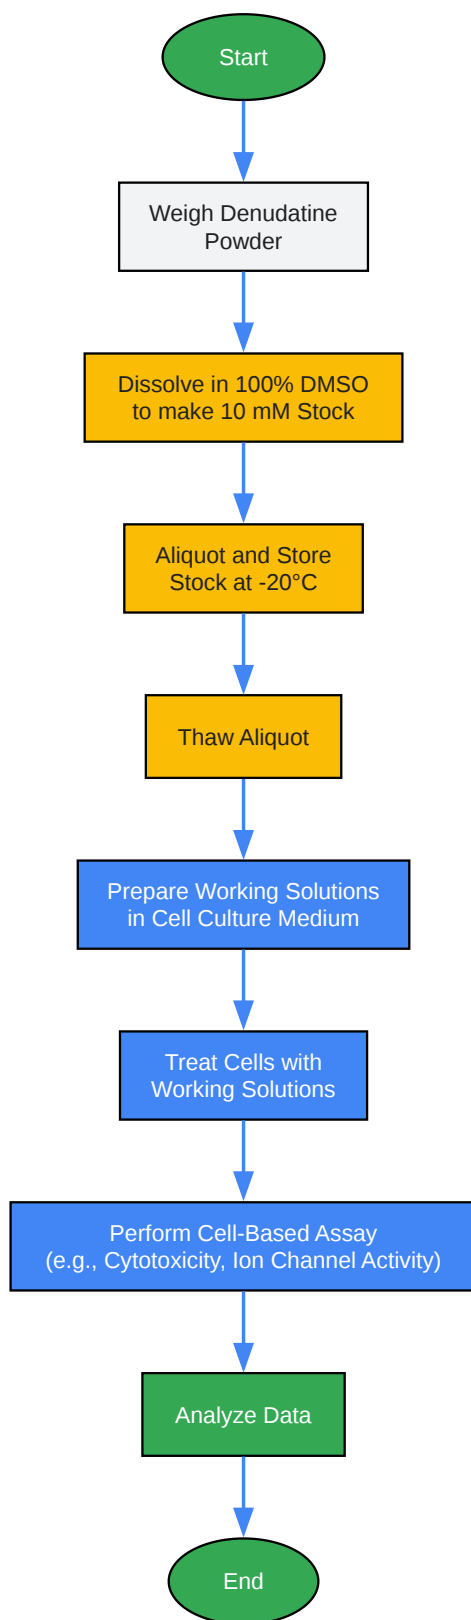 Start
Weigh Denudatine
Powder
Dissolve in 100% DMSO
to make 10 mM Stock
Aliquot and Store
Stock at -20°C
Thaw Aliquot
Prepare Working Solutions
in Cell Culture Medium
Treat Cells with
Working Solutions
Perform Cell-Based Assay
(e.g., Cytotoxicity, Ion Channel Activity)
Analyze Data
End